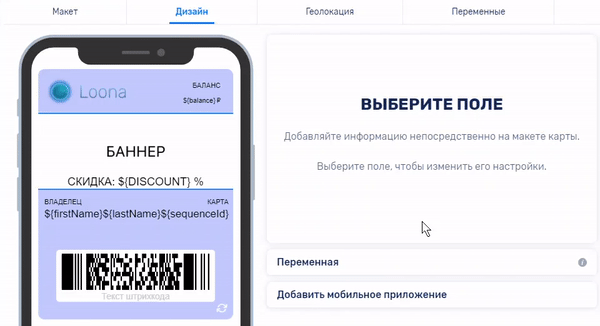 Макет Дизайн Геолокация Переменные
Loona
БАЛАНС
${balance} ₽
БАННЕР
СКИДКА: ${DISCOUNT} %
ВЛАДЕЛЕЦ КАРТА
${firstName}${lastName}${sequenceId}
Текст штрихкода
ВЫБЕРИТЕ ПОЛЕ
Добавляйте информацию непосредственно на макете карты.
Выберите поле, чтобы изменить его настройки.
Переменная
Добавить мобильное приложение